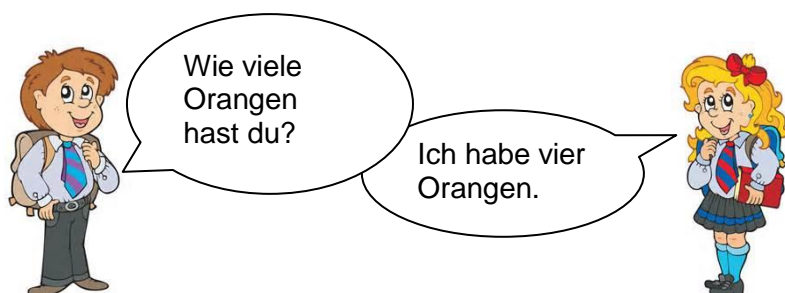 Wie viele
Orangen
hast du?
Ich habe vier
Orangen.